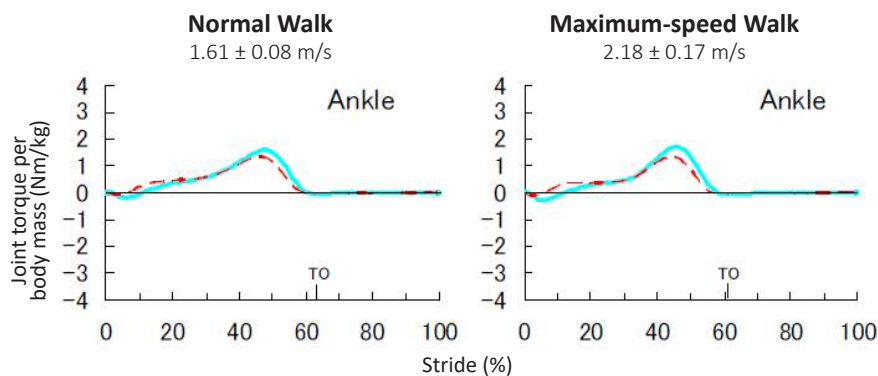 Normal Walk
1.61 ± 0.08 m/s
Maximum-speed Walk
2.18 ± 0.17 m/s
Joint torque per
body mass (Nm/kg)
4
3
2
1
0
−1
−2
−3
−4
Ankle
TO
0 20 40 60 80 100
4
3
2
1
0
−1
−2
−3
−4
Ankle
TO
0 20 40 60 80 100
Stride (%)